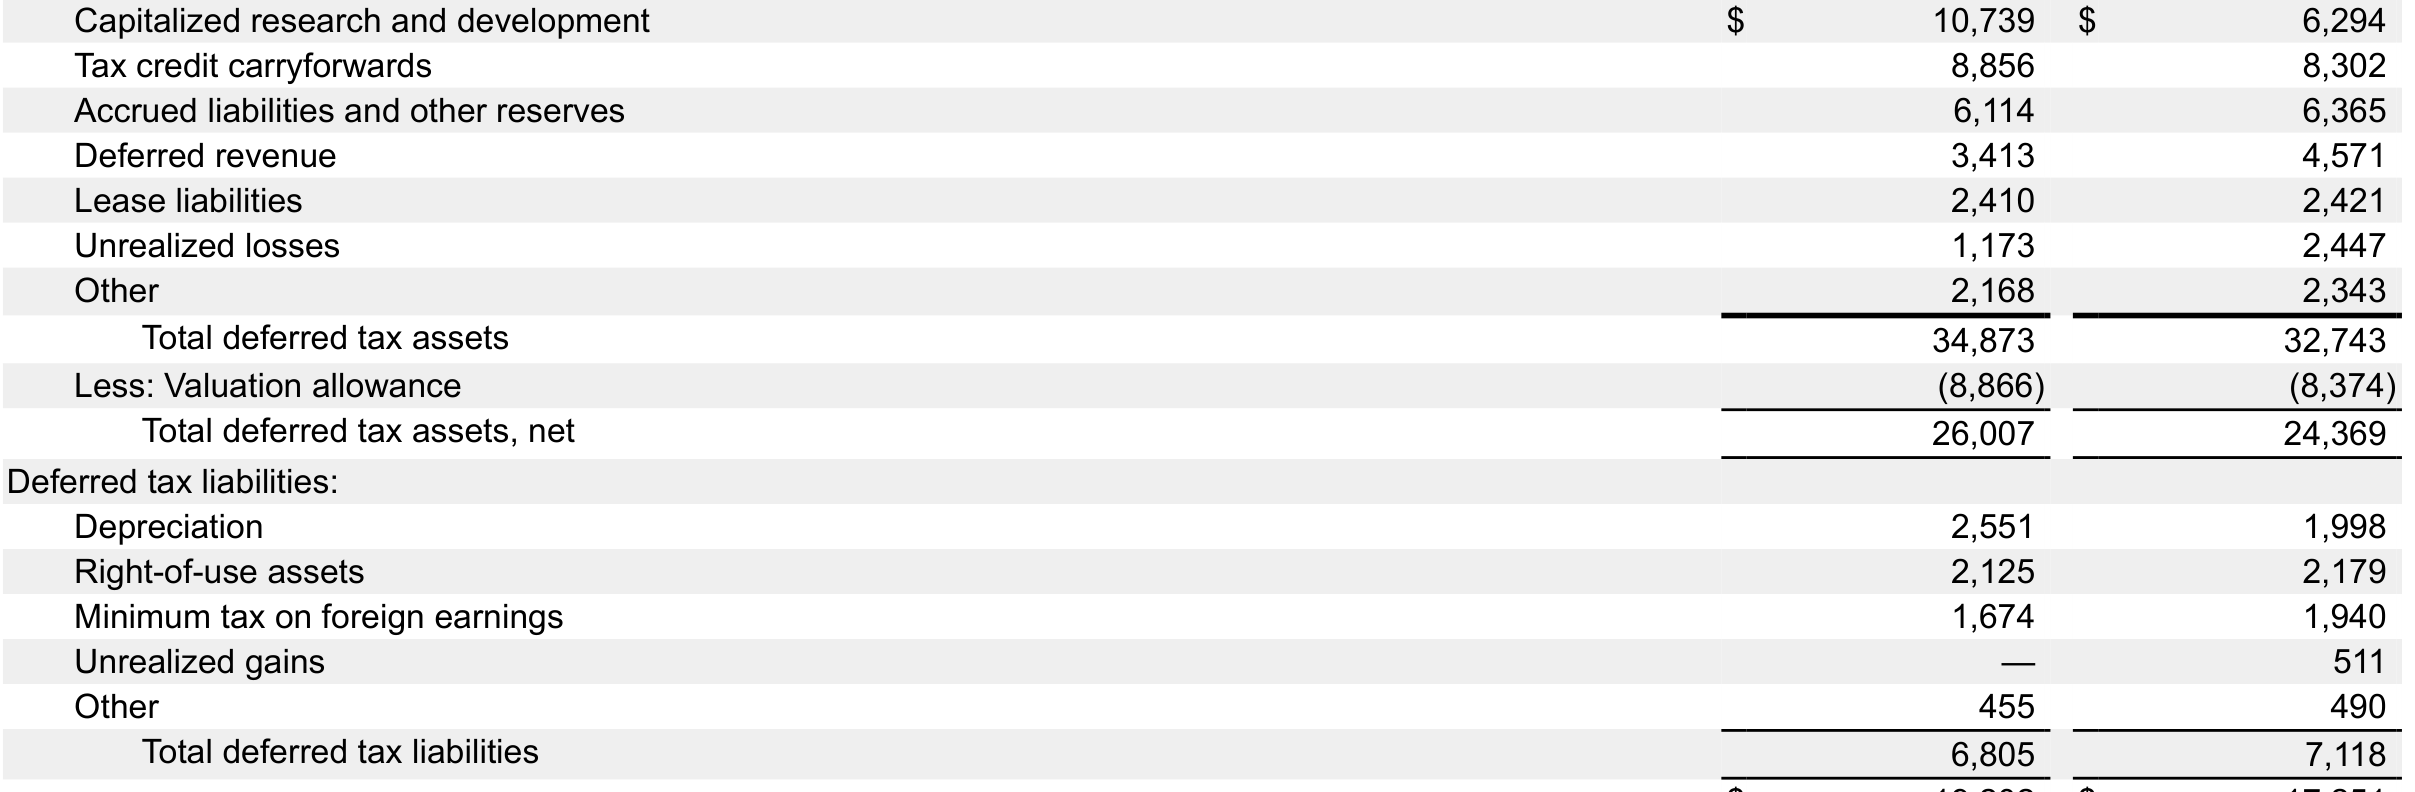 Capitalized research and development $ 10,739 $ 6,294
Tax credit carryforwards 8,856 8,302
Accrued liabilities and other reserves 6,114 6,365
Deferred revenue 3,413 4,571
Lease liabilities 2,410 2,421
Unrealized losses 1,173 2,447
Other 2,168 2,343
Total deferred tax assets 34,873 32,743
Less: Valuation allowance (8,866) (8,374)
Total deferred tax assets, net 26,007 24,369
Deferred tax liabilities:
Depreciation 2,551 1,998
Right-of-use assets 2,125 2,179
Minimum tax on foreign earnings 1,674 1,940
Unrealized gains — 511
Other 455 490
Total deferred tax liabilities 6,805 7,118